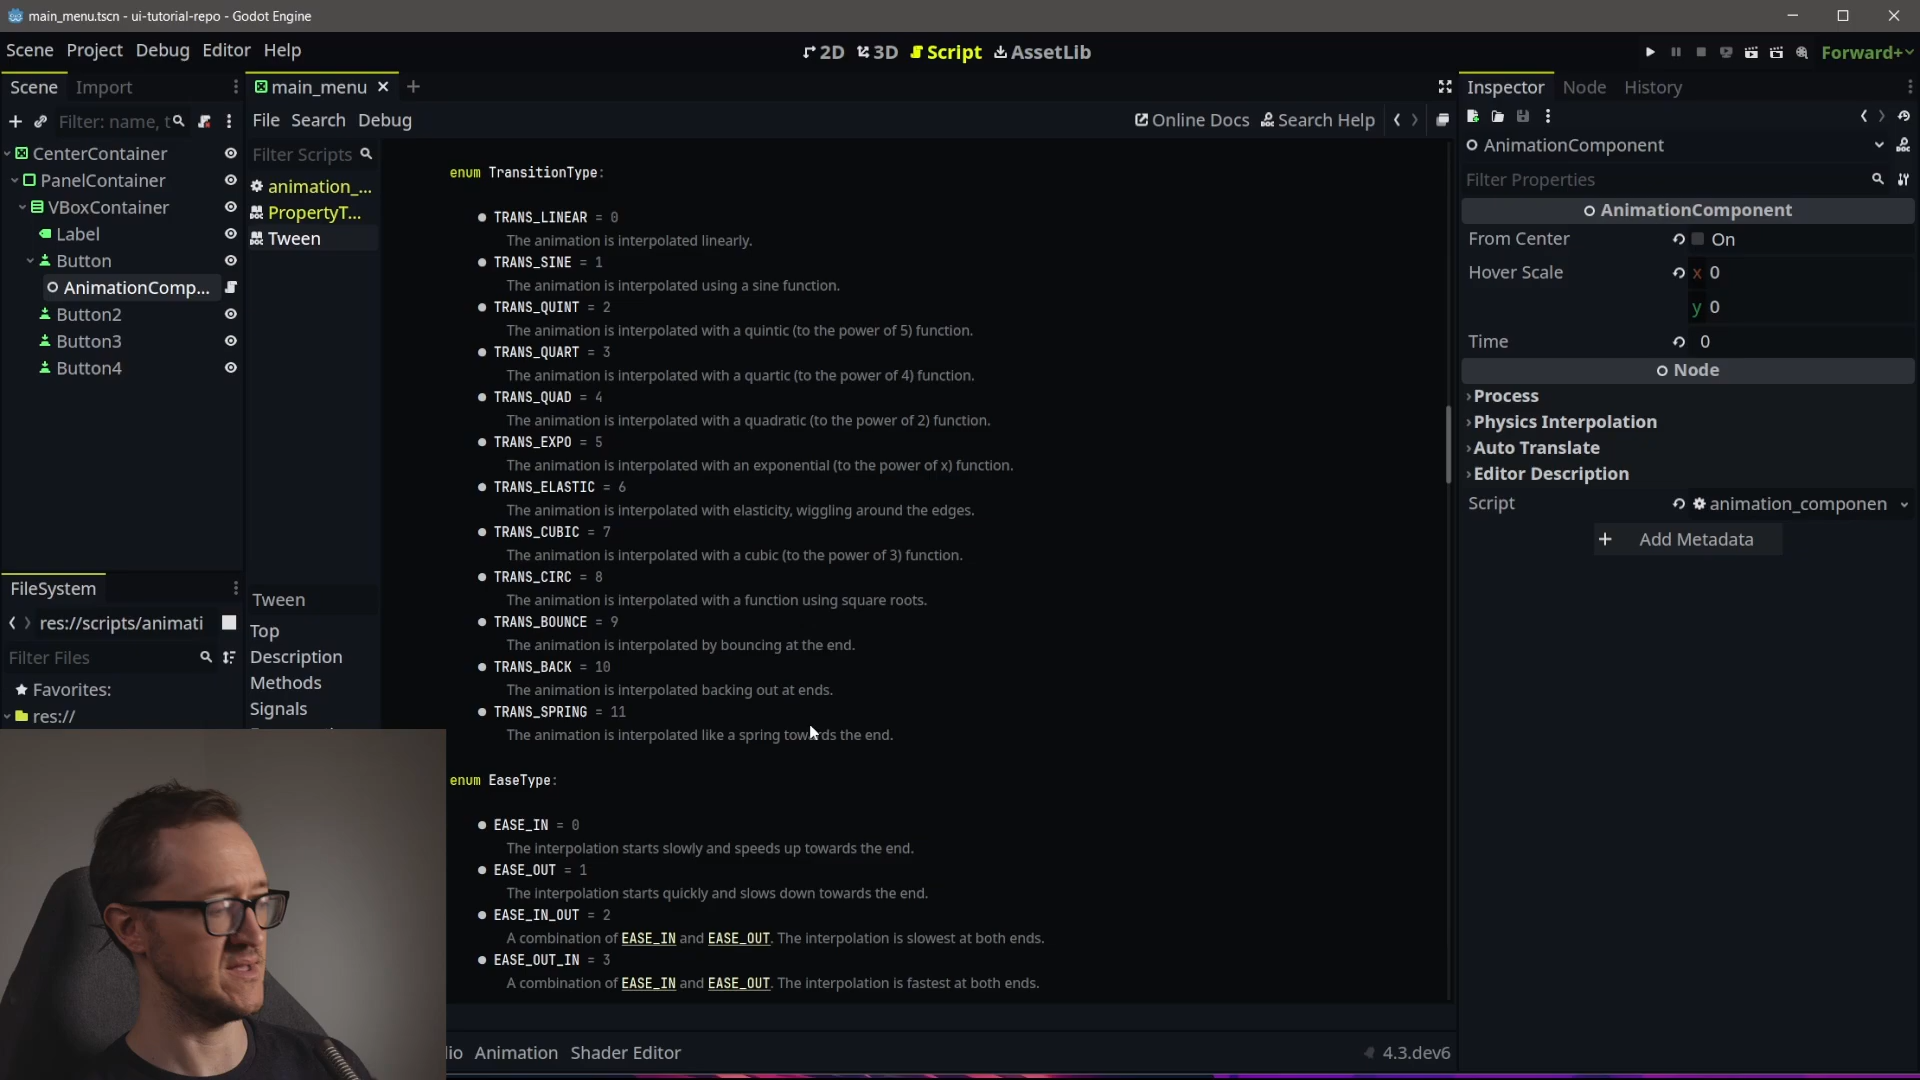 main_menu.tscn - ui-tutorial-repo - Godot Engine
Scene Project Debug Editor Help
2D 3D Script AssetLib
Forward+
Scene Import
main_menu
Inspector Node History
Filter: name, t
File Search Debug
Online Docs Search Help
AnimationComponent
Filter Scripts
Filter Properties
CenterContainer
PanelContainer
VBoxContainer
Label
Button
AnimationComp...
Button2
Button3
Button4
animation_...
PropertyT...
Tween
enum TransitionType:
TRANS_LINEAR = 0
The animation is interpolated linearly.
TRANS_SINE = 1
The animation is interpolated using a sine function.
TRANS_QUINT = 2
The animation is interpolated with a quintic (to the power of 5) function.
TRANS_QUART = 3
The animation is interpolated with a quartic (to the power of 4) function.
TRANS_QUAD = 4
The animation is interpolated with a quadratic (to the power of 2) function.
TRANS_EXPO = 5
The animation is interpolated with an exponential (to the power of x) function.
TRANS_ELASTIC = 6
The animation is interpolated with elasticity, wiggling around the edges.
TRANS_CUBIC = 7
The animation is interpolated with a cubic (to the power of 3) function.
TRANS_CIRC = 8
The animation is interpolated with a function using square roots.
TRANS_BOUNCE = 9
The animation is interpolated by bouncing at the end.
TRANS_BACK = 10
The animation is interpolated backing out at ends.
TRANS_SPRING = 11
The animation is interpolated like a spring towards the end.
enum EaseType:
EASE_IN = 0
The interpolation starts slowly and speeds up towards the end.
EASE_OUT = 1
The interpolation starts quickly and slows down towards the end.
EASE_IN_OUT = 2
A combination of EASE_IN and EASE_OUT. The interpolation is slowest at both ends.
EASE_OUT_IN = 3
A combination of EASE_IN and EASE_OUT. The interpolation is fastest at both ends.
AnimationComponent
From Center On
Hover Scale x 0
y 0
Time 0
Node
Process
Physics Interpolation
Auto Translate
Editor Description
Script animation_componen
Add Metadata
FileSystem
res://scripts/animati
Filter Files
Favorites:
res://
Tween
Top
Description
Methods
Signals
io Animation Shader Editor
4.3.dev6